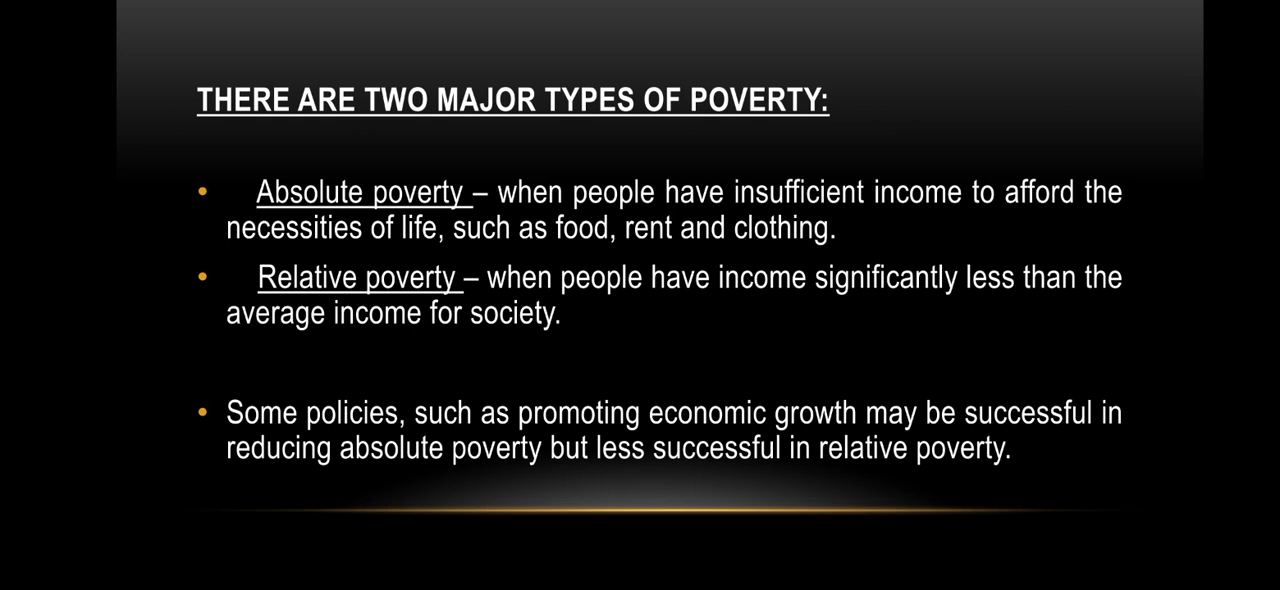 THERE ARE TWO MAJOR TYPES OF POVERTY:
• Absolute poverty – when people have insufficient income to afford the
necessities of life, such as food, rent and clothing.
• Relative poverty – when people have income significantly less than the
average income for society.
• Some policies, such as promoting economic growth may be successful in
reducing absolute poverty but less successful in relative poverty.